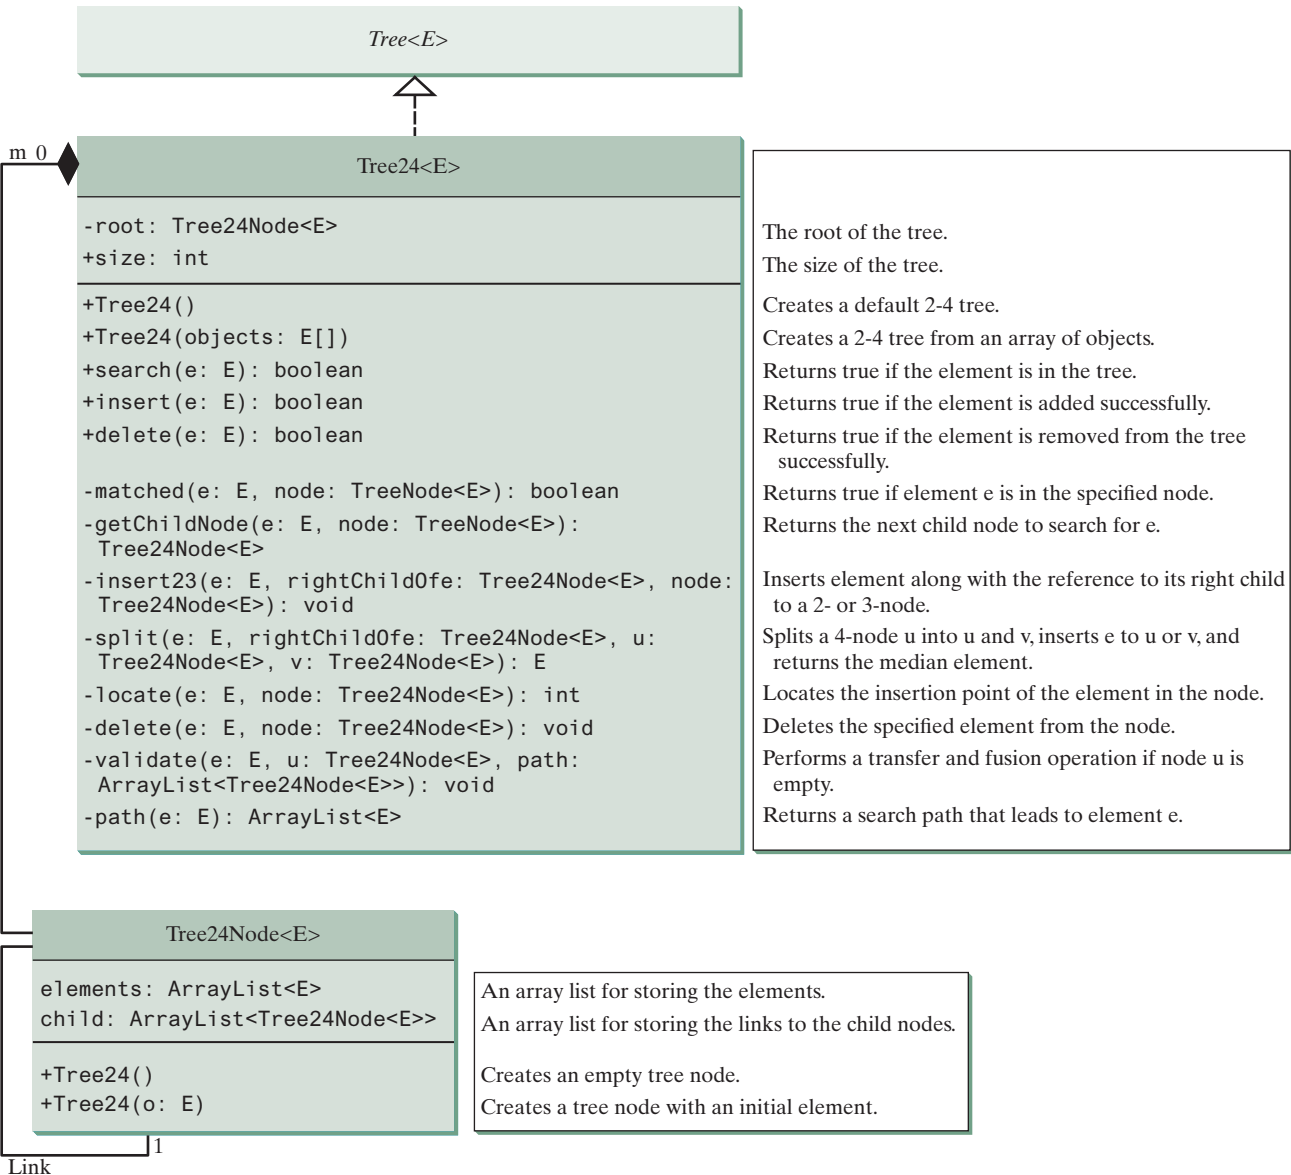 Tree<E>
m 0
Tree24<E>
-root: Tree24Node<E>
The root of the tree.
+size: int
The size of the tree.
+Tree24()
Creates a default 2-4 tree.
+Tree24(objects: E[])
Creates a 2-4 tree from an array of objects.
+search(e: E): boolean
Returns true if the element is in the tree.
+insert(e: E): boolean
Returns true if the element is added successfully.
+delete(e: E): boolean
Returns true if the element is removed from the tree
successfully.
-matched(e: E, node: TreeNode<E>): boolean
Returns true if element e is in the specified node.
-getChildNode(e: E, node: TreeNode<E>):
Tree24Node<E>
Returns the next child node to search for e.
-insert23(e: E, rightChildOfe: Tree24Node<E>, node:
Tree24Node<E>): void
Inserts element along with the reference to its right child
to a 2- or 3-node.
-split(e: E, rightChildOfe: Tree24Node<E>, u:
Tree24Node<E>, v: Tree24Node<E>): E
Splits a 4-node u into u and v, inserts e to u or v, and
returns the median element.
-locate(e: E, node: Tree24Node<E>): int
Locates the insertion point of the element in the node.
-delete(e: E, node: Tree24Node<E>): void
Deletes the specified element from the node.
-validate(e: E, u: Tree24Node<E>, path:
ArrayList<Tree24Node<E>>): void
Performs a transfer and fusion operation if node u is
empty.
-path(e: E): ArrayList<E>
Returns a search path that leads to element e.
Tree24Node<E>
elements: ArrayList<E>
An array list for storing the elements.
child: ArrayList<Tree24Node<E>>
An array list for storing the links to the child nodes.
+Tree24()
Creates an empty tree node.
+Tree24(o: E)
Creates a tree node with an initial element.
1
Link